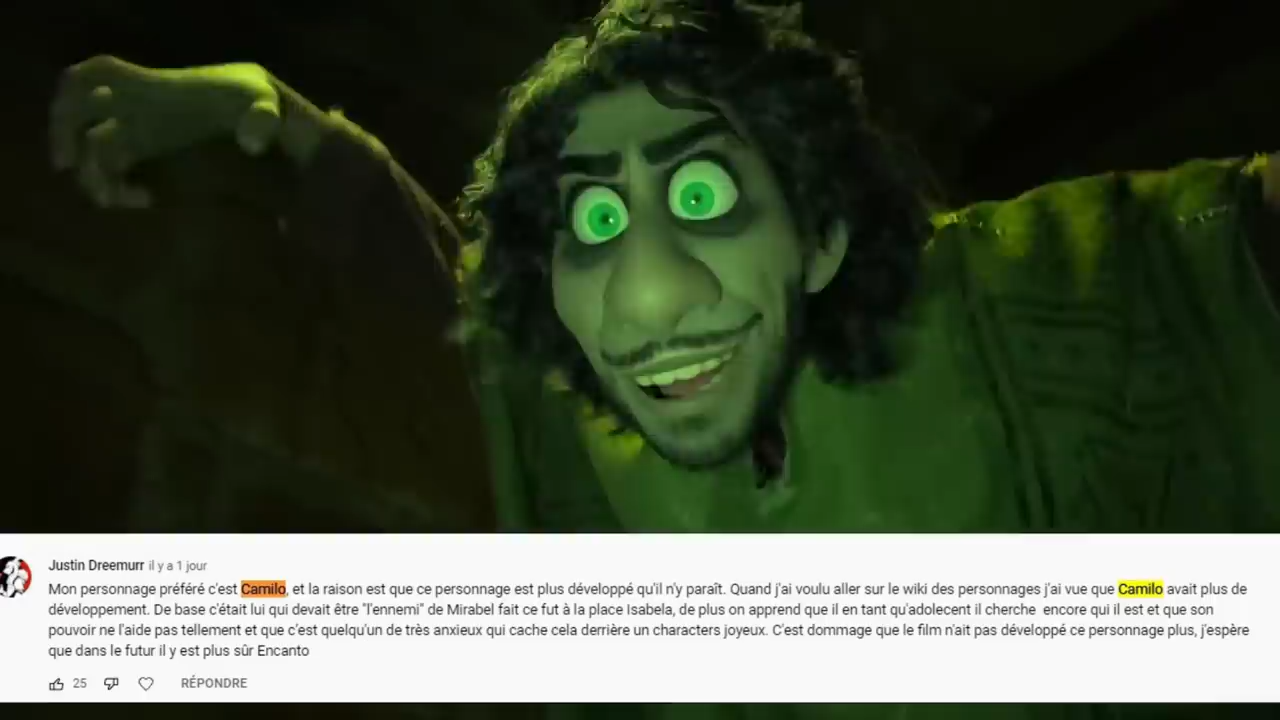 Justin Dreemurr il y a 1 jour
Mon personnage préféré c'est Camilo, et la raison est que ce personnage est plus développé qu'il n'y paraît. Quand j'ai voulu aller sur le wiki des personnages j'ai vue que Camilo avait plus de
développement. De base c'était lui qui devait être "l'ennemi" de Mirabel fait ce fut à la place Isabela, de plus on apprend que il en tant qu'adolecent il cherche encore qui il est et que son
pouvoir ne l'aide pas tellement et que c'est quelqu'un de très anxieux qui cache cela derrière un characters joyeux. C'est dommage que le film n'ait pas développé ce personnage plus, j'espère
que dans le futur il y est plus sûr Encanto
25 RÉPONDRE